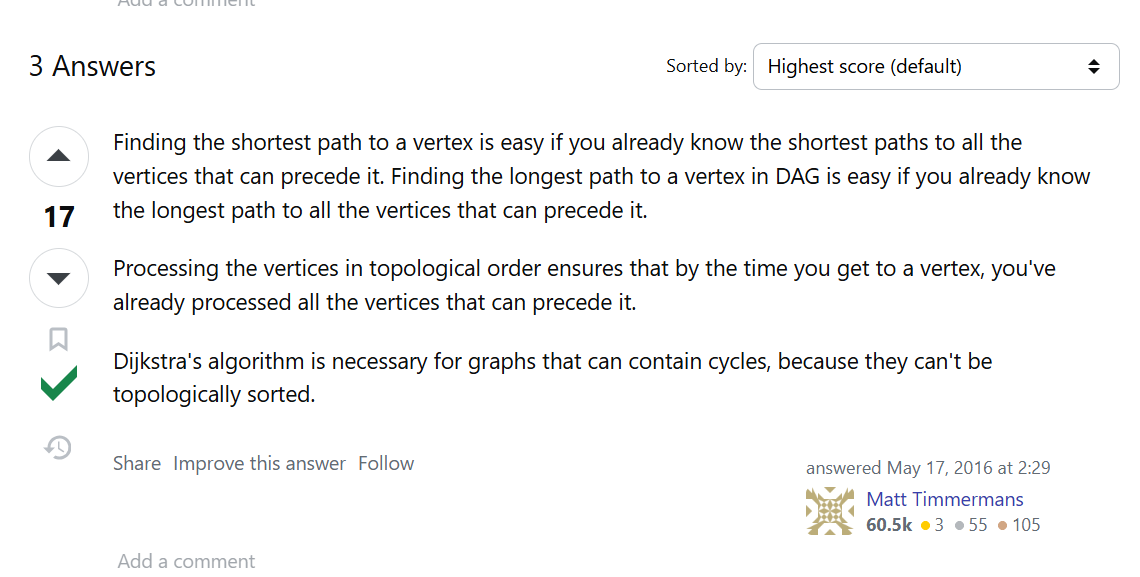 Add a comment
3 Answers
Sorted by: Highest score (default)
Finding the shortest path to a vertex is easy if you already know the shortest paths to all the
vertices that can precede it. Finding the longest path to a vertex in DAG is easy if you already know
the longest path to all the vertices that can precede it.
17
Processing the vertices in topological order ensures that by the time you get to a vertex, you've
already processed all the vertices that can precede it.
Dijkstra's algorithm is necessary for graphs that can contain cycles, because they can't be
topologically sorted.
Share Improve this answer Follow
answered May 17, 2016 at 2:29
Matt Timmermans
60.5k 3 55 105
Add a comment